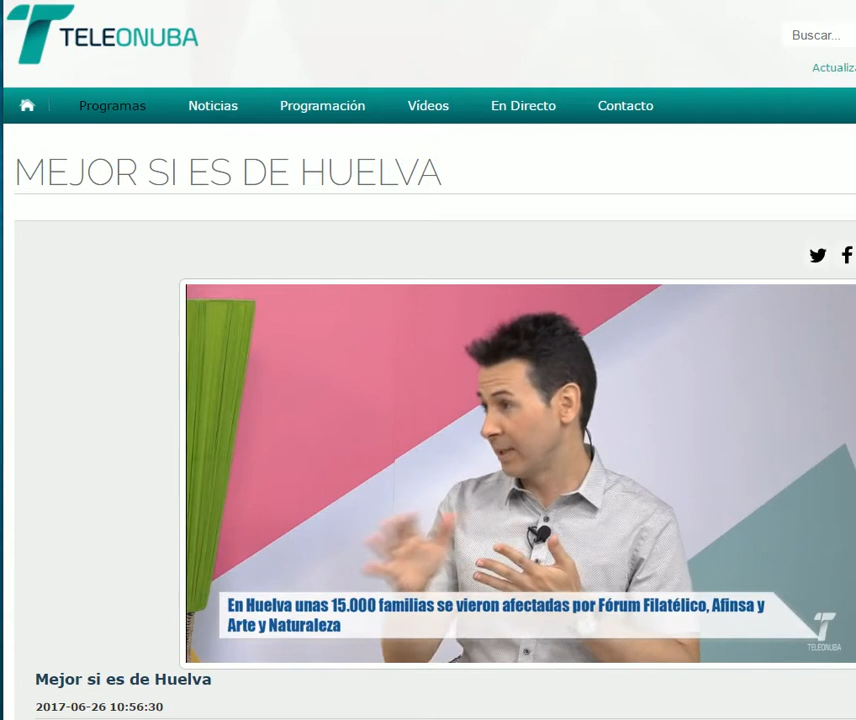 TELEONUBA
Buscar...
Actualiz
Programas Noticias Programación Vídeos En Directo Contacto
MEJOR SI ES DE HUELVA
En Huelva unas 15.000 familias se vieron afectadas por Fórum Filatélico, Afinsa y
Arte y Naturaleza
TELEONUBA
Mejor si es de Huelva
2017-06-26 10:56:30